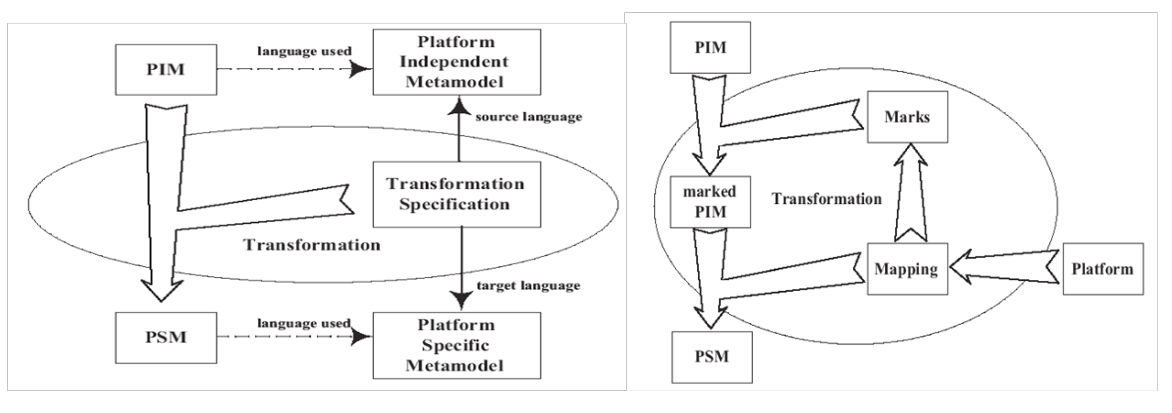 PIM
language used
Platform
Independent
Metamodel
source language
Transformation
Specification
Transformation
target language
PSM
language used
Platform
Specific
Metamodel
PIM
Marks
marked
PIM
Transformation
Mapping
Platform
PSM